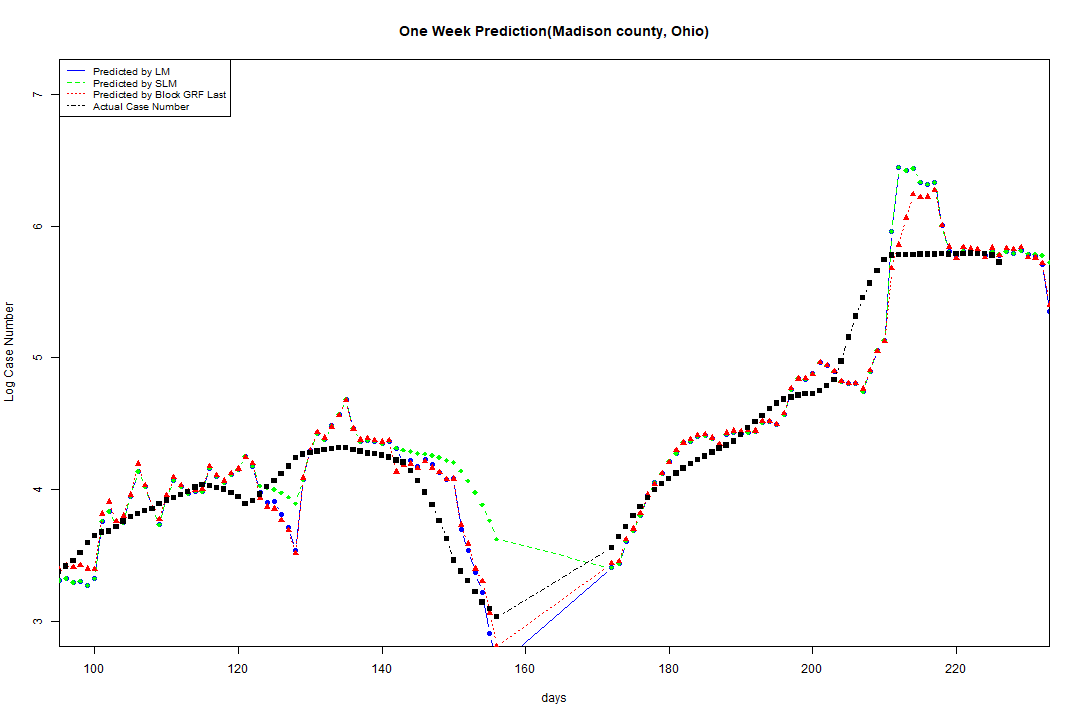 One Week Prediction(Madison county, Ohio)
Predicted by LM
Predicted by SLM
Predicted by Block GRF Last
Actual Case Number
7
6
5
4
3
Log Case Number
100 120 140 160 180 200 220
days